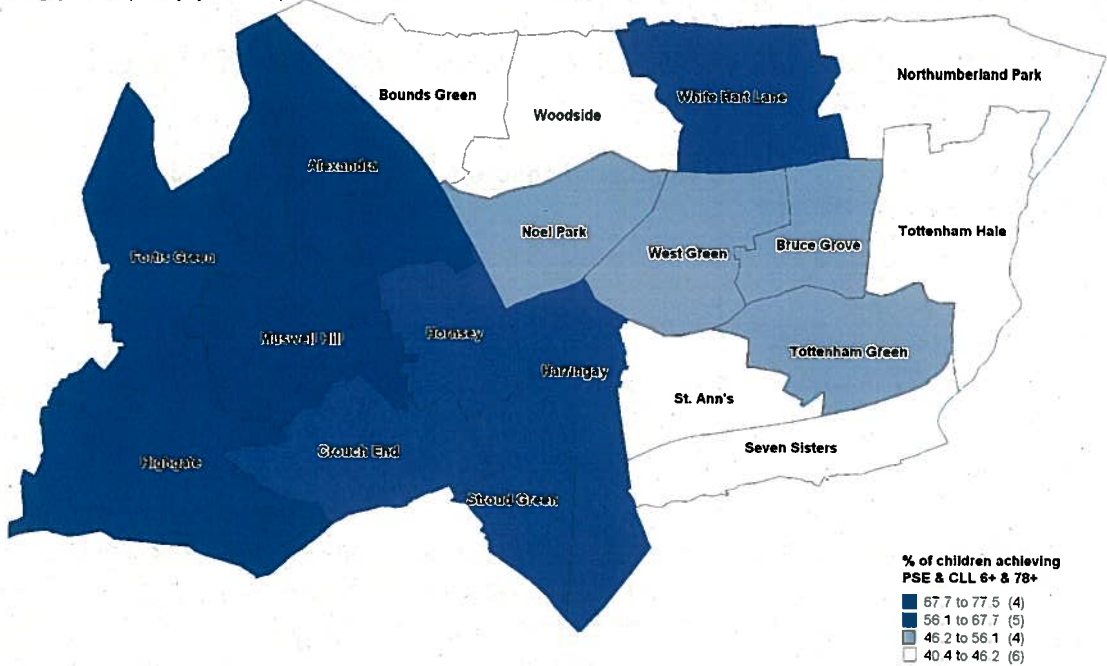 Bounds Green
Woodside
White Hart Lane
Northumberland Park
Alexandra
Noel Park
West Green
Bruce Grove
Tottenham Hale
Fortis Green
Muswell Hill
Hornsey
Harringay
Tottenham Green
St. Ann's
Highgate
Crouch End
Seven Sisters
Stroud Green
% of children achieving
PSE & CLL 6+ & 78+
67.7 to 77.5 (4)
56.1 to 67.7 (5)
46.2 to 56.1 (4)
40.4 to 46.2 (6)